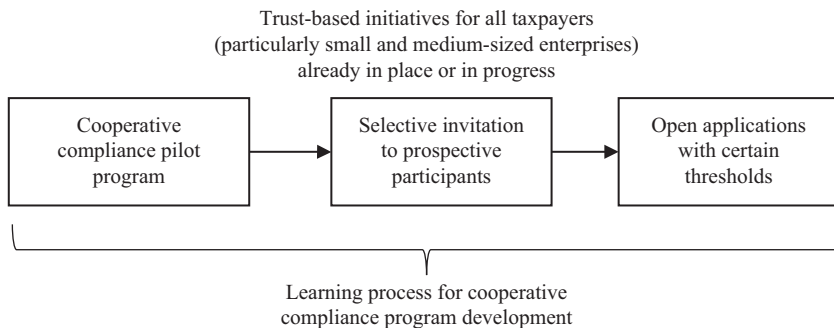 Trust-based initiatives for all taxpayers
(particularly small and medium-sized enterprises)
already in place or in progress
Cooperative
compliance pilot
program
Selective invitation
to prospective
participants
Open applications
with certain
thresholds
Learning process for cooperative
compliance program development